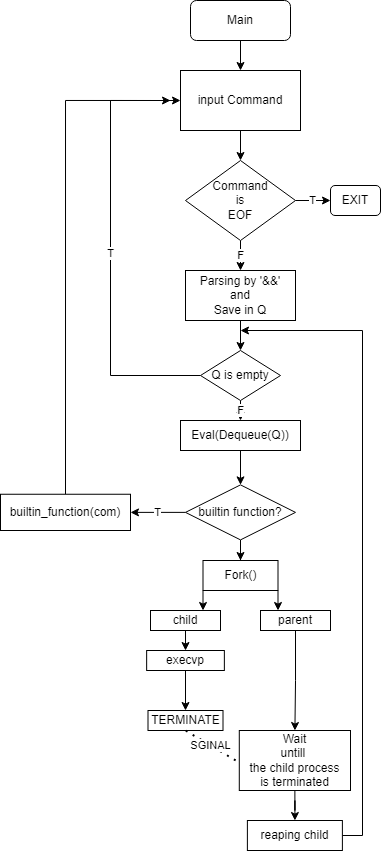 Main
input Command
Command
is
EOF
T
EXIT
F
Parsing by '&&'
and
Save in Q
T
Q is empty
F
Eval(Dequeue(Q))
builtin_function(com)
T
builtin function?
Fork()
child
parent
execvp
TERMINATE
SGINAL
Wait
untill
the child process
is terminated
reaping child